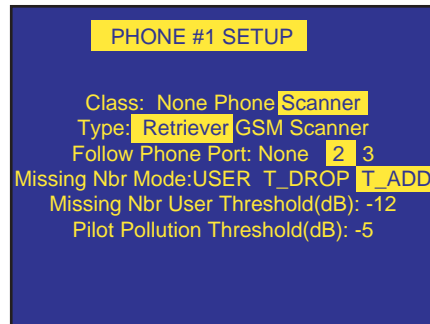 PHONE #1 SETUP
Class: None Phone Scanner
Type: Retriever GSM Scanner
Follow Phone Port: None 2 3
Missing Nbr Mode:USER T_DROP T_ADD
Missing Nbr User Threshold(dB): -12
Pilot Pollution Threshold(dB): -5